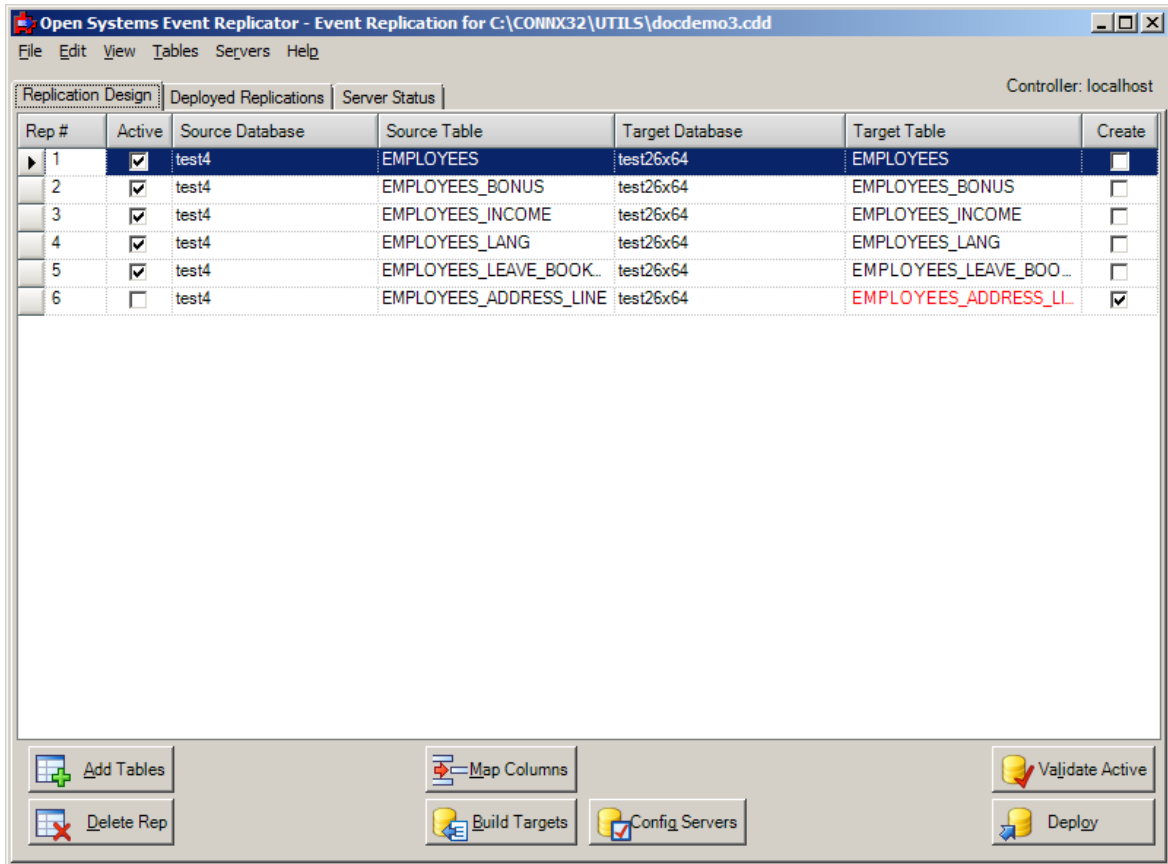 Open Systems Event Replicator - Event Replication for C:\CONNX32\UTILS\docdemo3.cdd
File Edit View Tables Servers Help
Controller: localhost
Replication Design Deployed Replications Server Status
Rep # Active Source Database Source Table Target Database Target Table Create
1 test4 EMPLOYEES test26x64 EMPLOYEES
2 test4 EMPLOYEES_BONUS test26x64 EMPLOYEES_BONUS
3 test4 EMPLOYEES_INCOME test26x64 EMPLOYEES_INCOME
4 test4 EMPLOYEES_LANG test26x64 EMPLOYEES_LANG
5 test4 EMPLOYEES_LEAVE_BOOK... test26x64 EMPLOYEES_LEAVE_BOO...
6 test4 EMPLOYEES_ADDRESS_LINE test26x64 EMPLOYEES_ADDRESS_LI...
Add Tables Map Columns Validate Active
Delete Rep Build Targets Config Servers Deploy